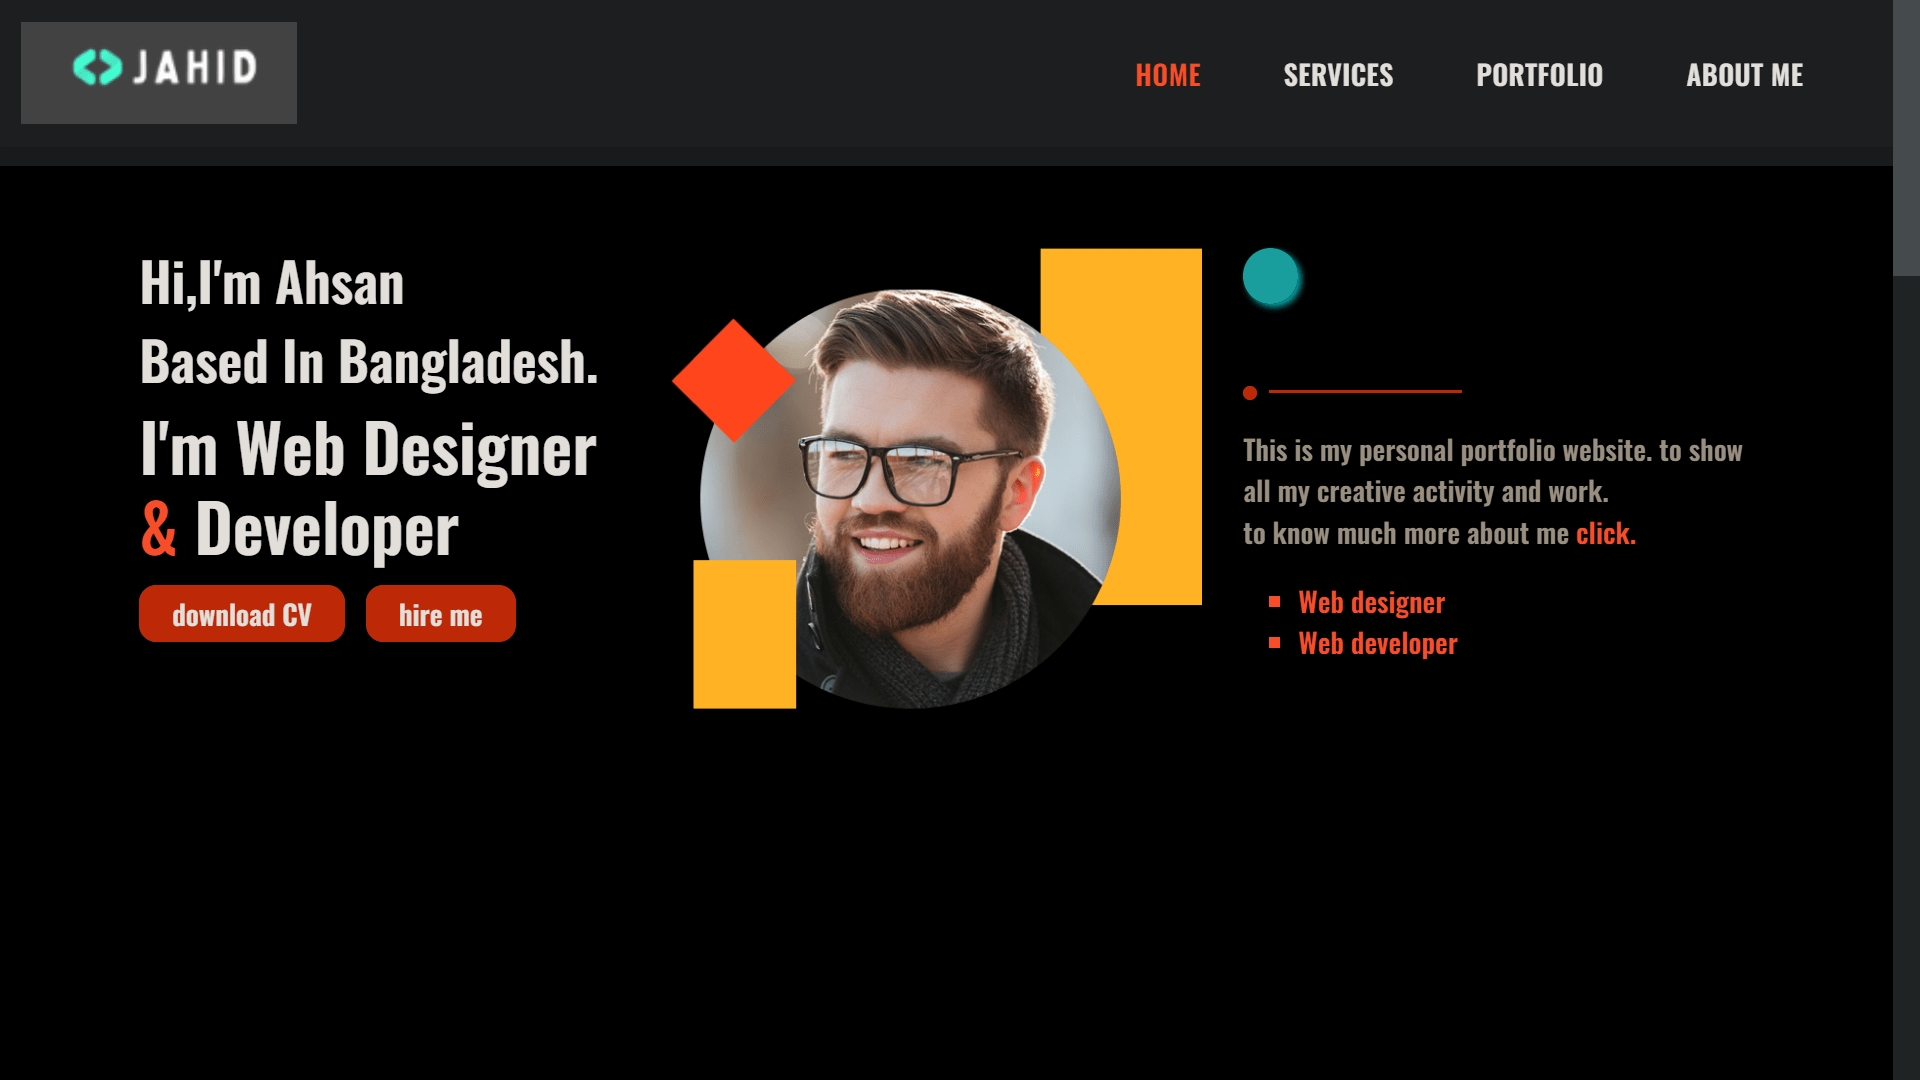 JAHID
HOME
SERVICES
PORTFOLIO
ABOUT ME
Hi,I'm Ahsan
Based In Bangladesh.
I'm Web Designer
& Developer
download CV
hire me
This is my personal portfolio website. to show
all my creative activity and work.
to know much more about me click.
Web designer
Web developer